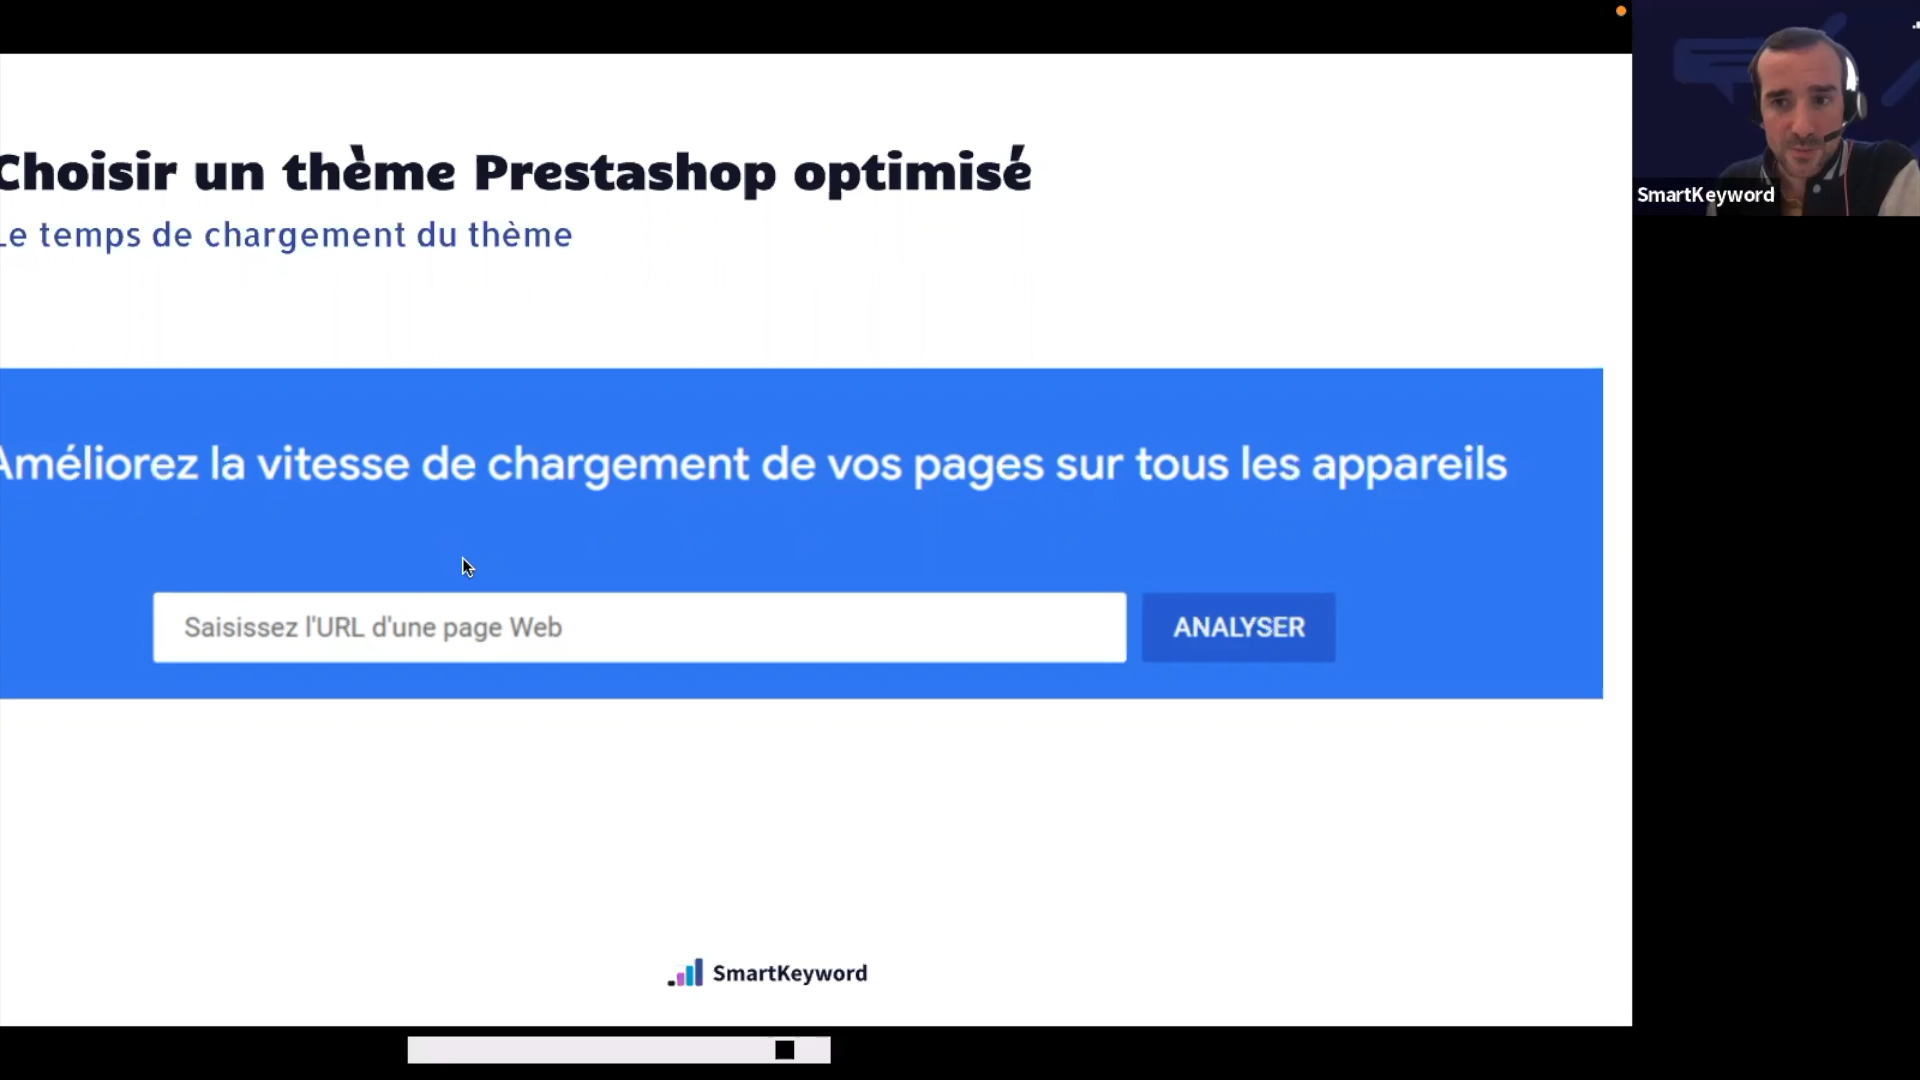 Choisir un thème Prestashop optimisé
Le temps de chargement du thème
Améliorez la vitesse de chargement de vos pages sur tous les appareils
Saisissez l'URL d'une page Web
ANALYSER
SmartKeyword
SmartKeyword